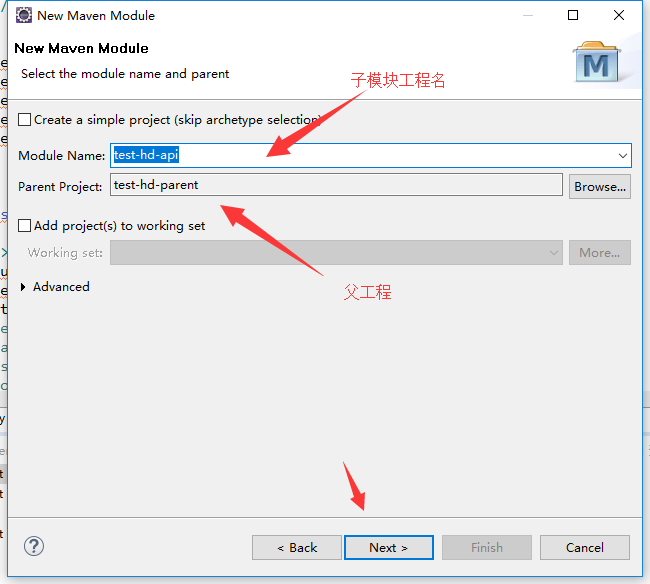 New Maven Module
New Maven Module
Select the module name and parent
子模块工程名
Create a simple project (skip archetype selection)
Module Name: test-hd-api
Parent Project: test-hd-parent Browse...
Add project(s) to working set
Working set: More...
Advanced
父工程
< Back Next > Finish Cancel